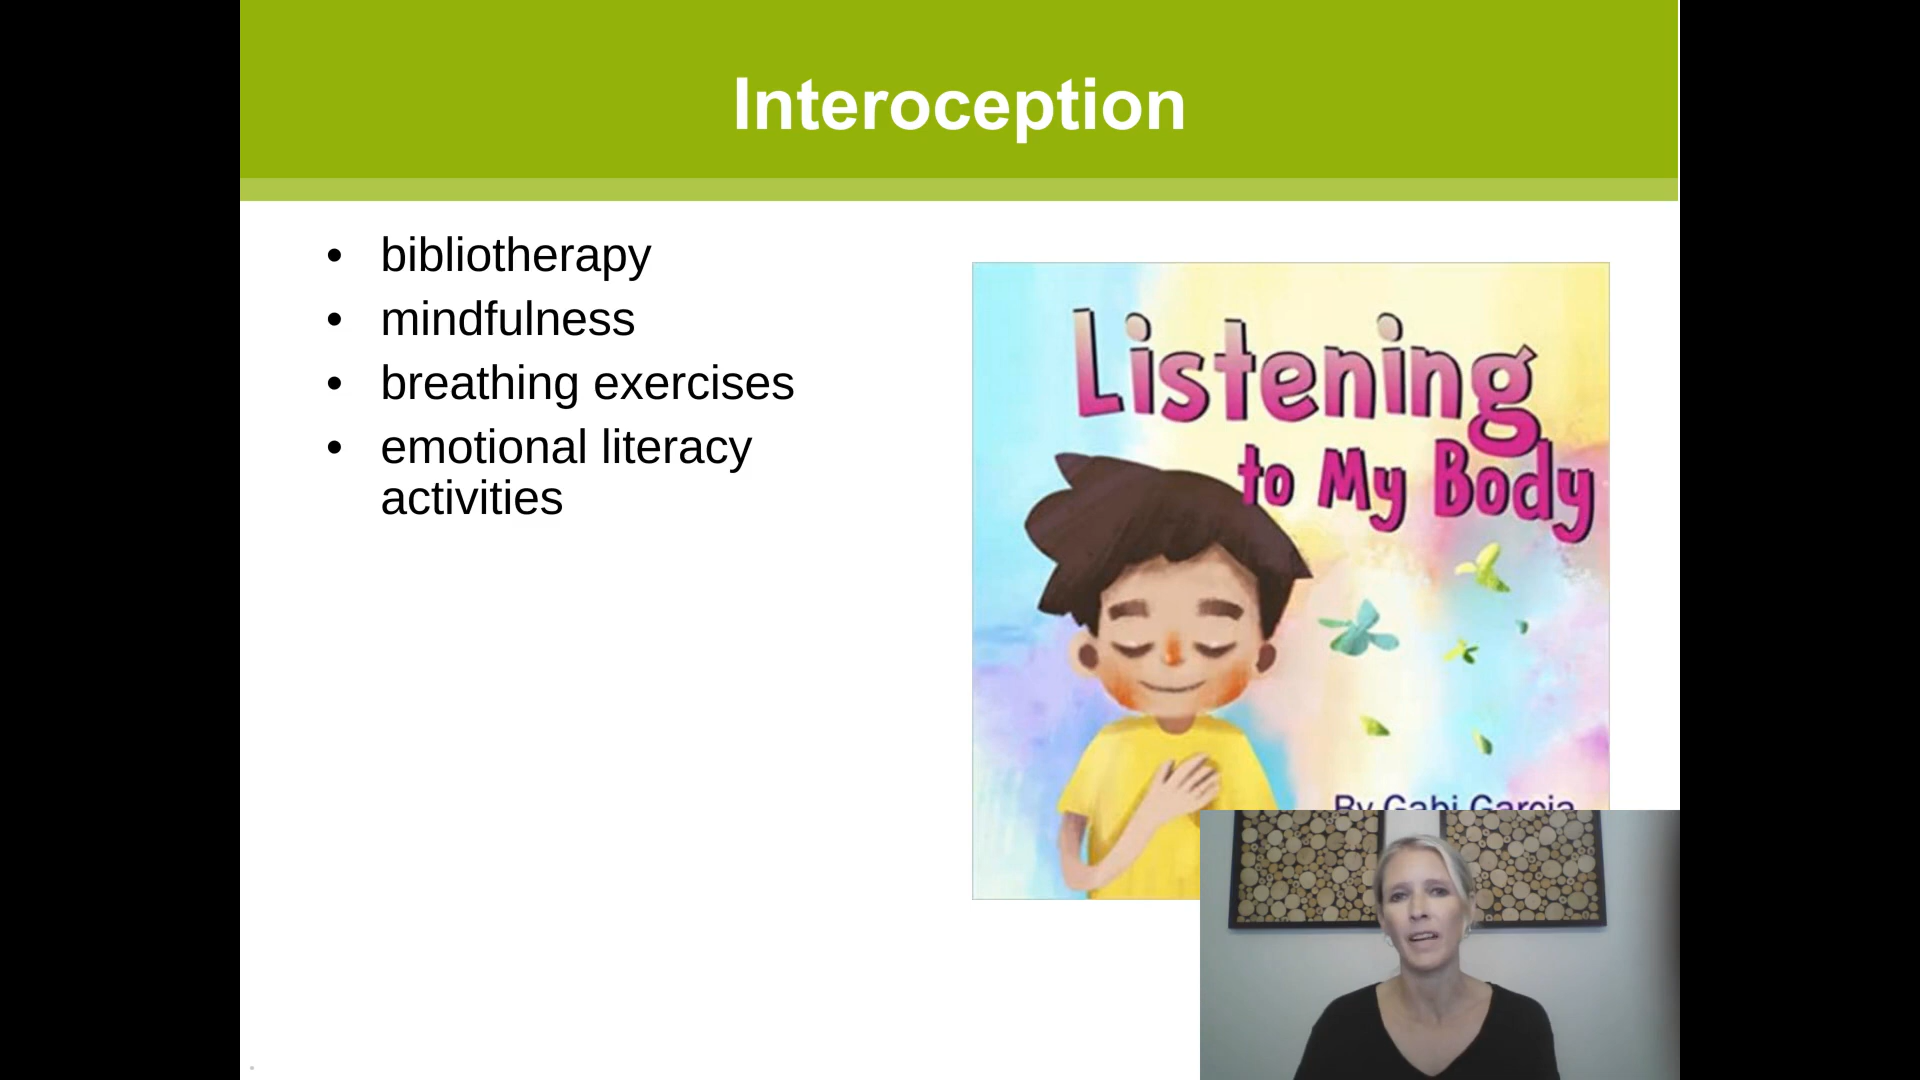 Interoception
• bibliotherapy
• mindfulness
• breathing exercises
• emotional literacy
activities
Listening
to My Body
By Gabi Garcia